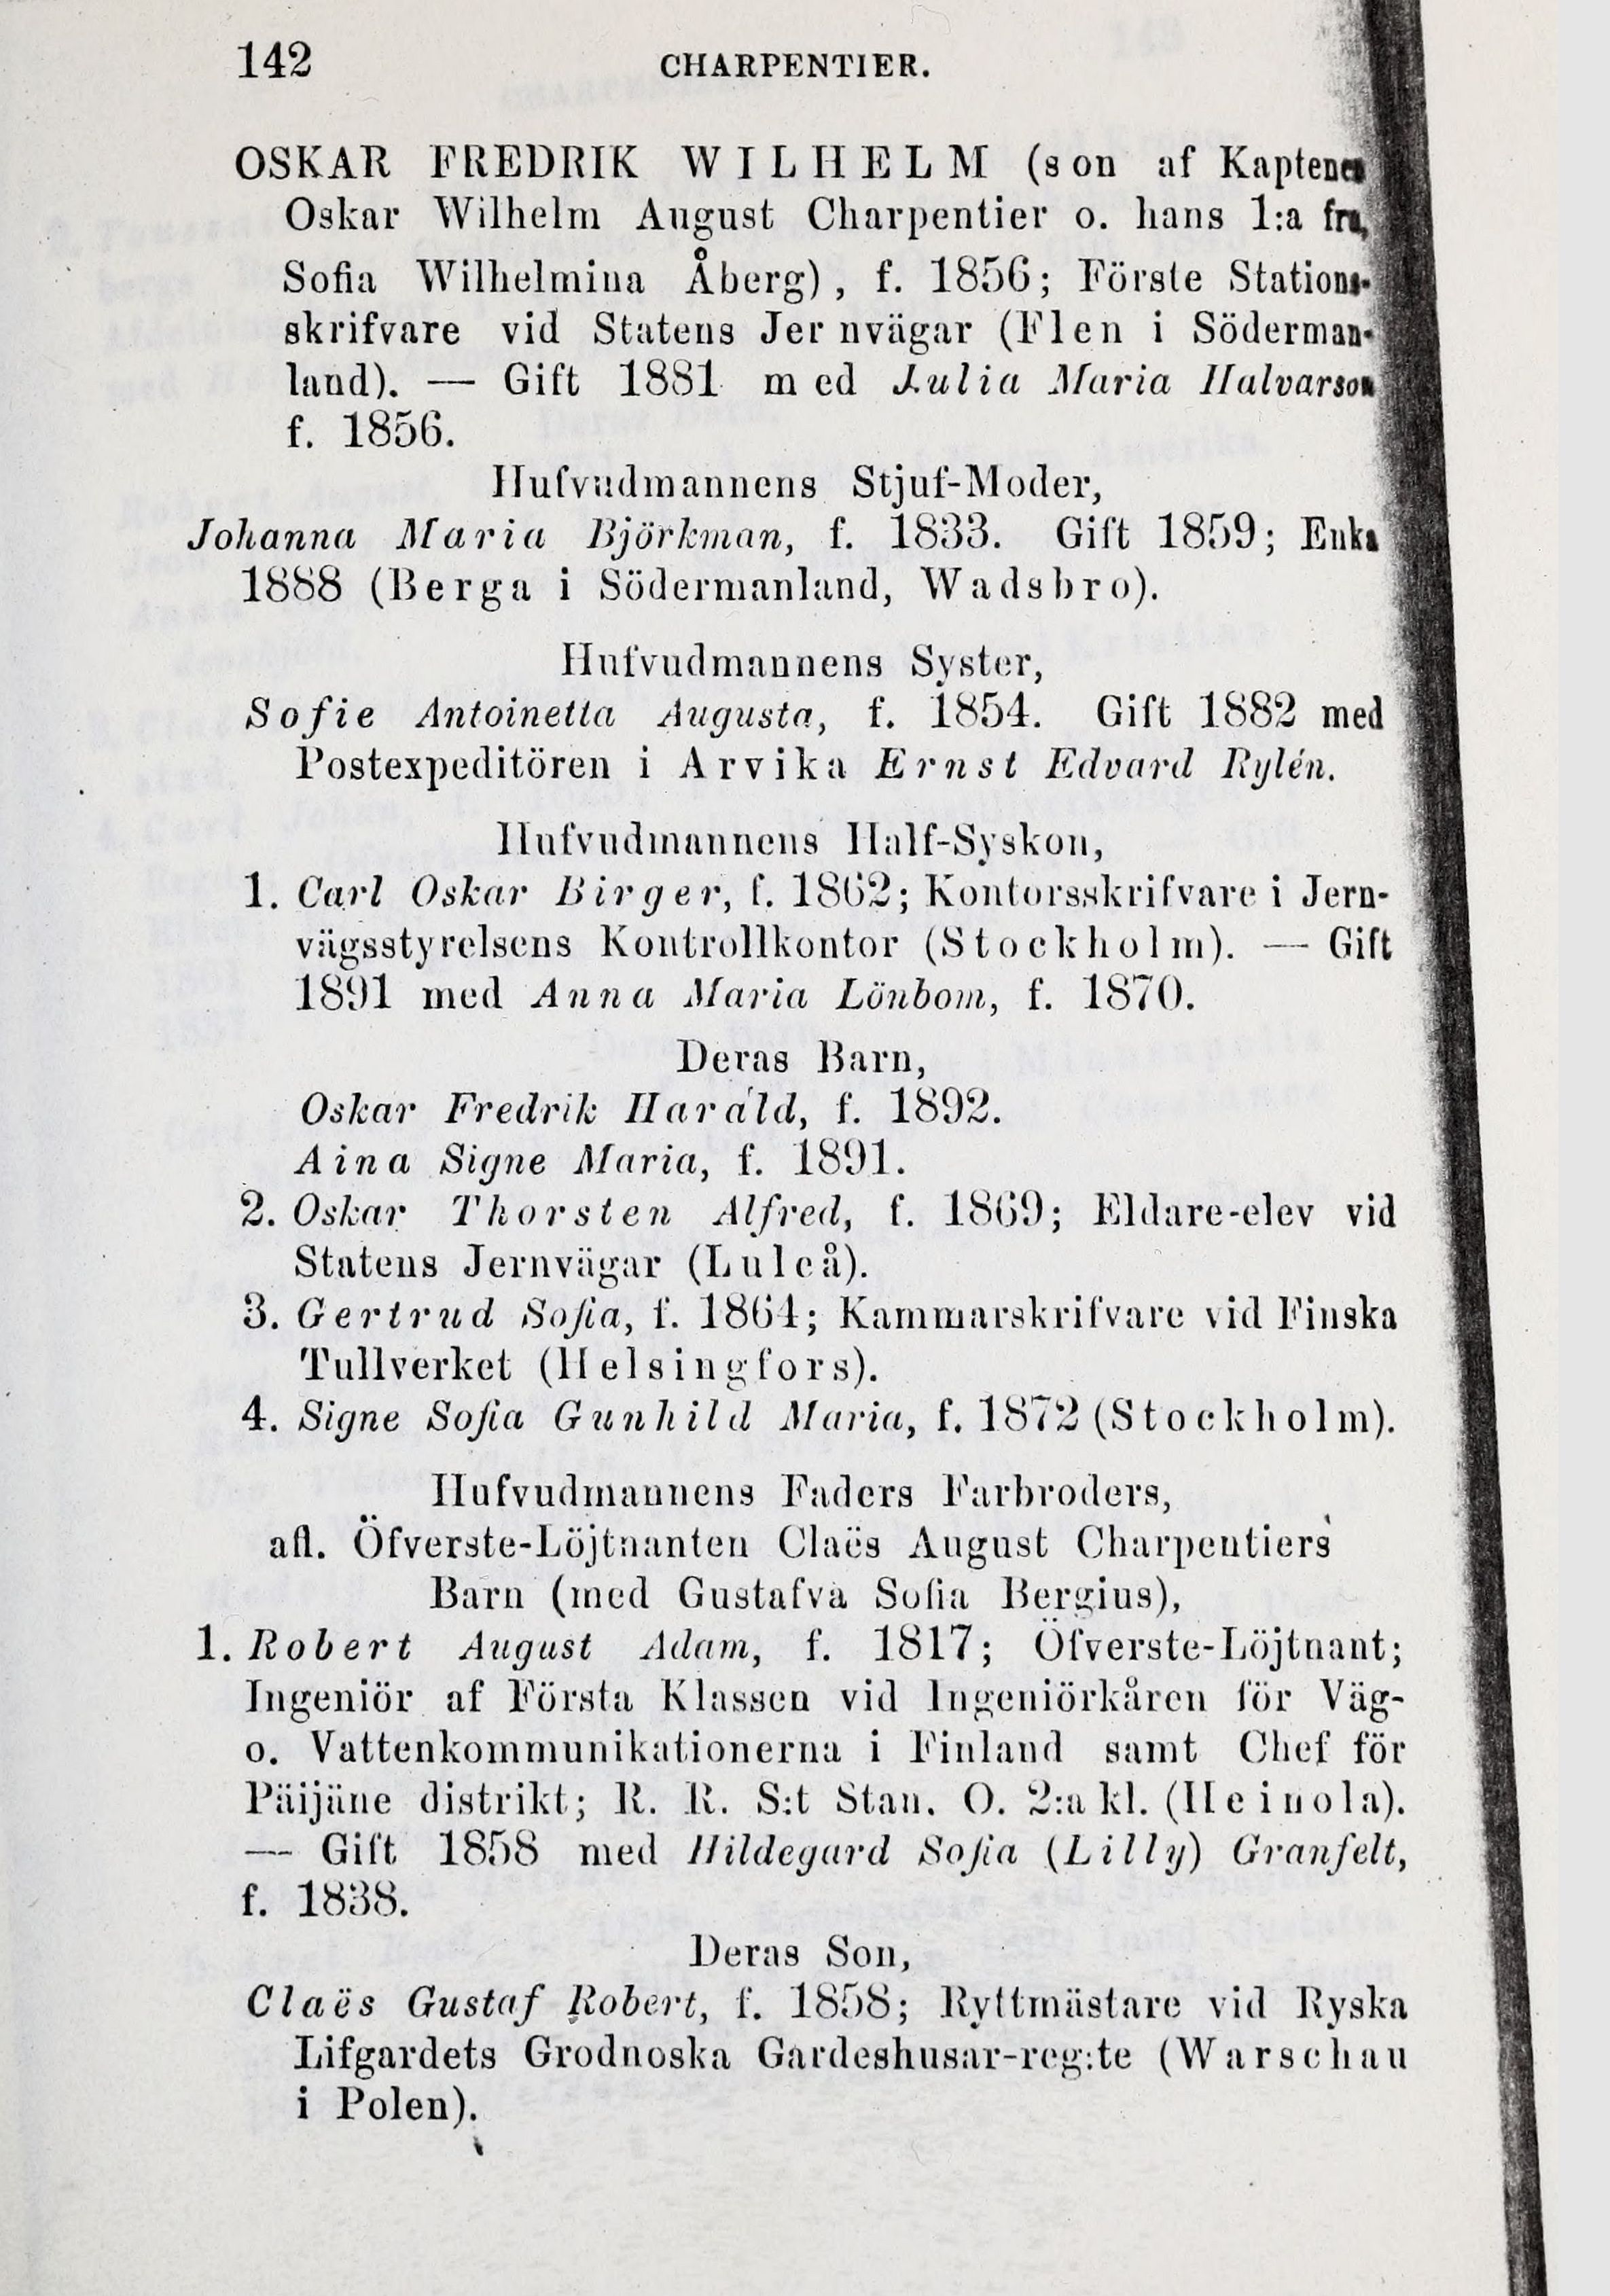 142
CHARPENTIER.
OSKAR FREDRIK WILHELM (son af Kaptenen
Oskar Wilhelm August Charpentier o. hans 1:a fru,
Sofia Wilhelmina Åberg), f. 1856; Förste Stations-
skrifvare vid Statens Jernvägar (Flen i Söderman-
land). — Gift 1881 med Julia Maria Halvarson
f. 1856.
Hufvudmannens Stjuf-Moder,
Johanna Maria Björkman, f. 1833. Gift 1859; Enka
1888 (Berga i Södermanland, Wadsbro).
Hufvudmannens Syster,
Sofie Antoinetta Augusta, f. 1854. Gift 1882 med
Postexpeditören i Arvika Ernst Edvard Rylén.
Hufvudmannens Half-Syskon,
1. Carl Oskar Birger, f. 1862; Kontorsskrifvare i Jern-
vägsstyrelsens Kontrollkontor (Stockholm). — Gift
1891 med Anna Maria Lönbom, f. 1870.
Deras Barn,
Oskar Fredrik Harald, f. 1892.
Aina Signe Maria, f. 1891.
2. Oskar Thorsten Alfred, f. 1869; Eldare-elev vid
Statens Jernvägar (Luleå).
3. Gertrud Sofia, f. 1864; Kammarskrifvare vid Finska
Tullverket (Helsingfors).
4. Signe Sofia Gunhild Maria, f. 1872 (Stockholm).
Hufvudmannens Faders Farbroders,
afl. Öfverste-Löjtnanten Claës August Charpentiers
Barn (med Gustafva Sofia Bergius),
1. Robert August Adam, f. 1817; Öfverste-Löjtnant;
Ingeniör af Första Klassen vid Ingeniörkåren för Väg-
o. Vattenkommunikationerna i Finland samt Chef för
Päijäne distrikt; R. R. S:t Stan. O. 2:a kl. (Heinola).
— Gift 1858 med Hildegard Sofia (Lilly) Granfelt,
f. 1838.
Deras Son,
Claës Gustaf Robert, f. 1858; Ryttmästare vid Ryska
Lifgardets Grodnoska Gardeshusar-reg:te (Warschau
i Polen).